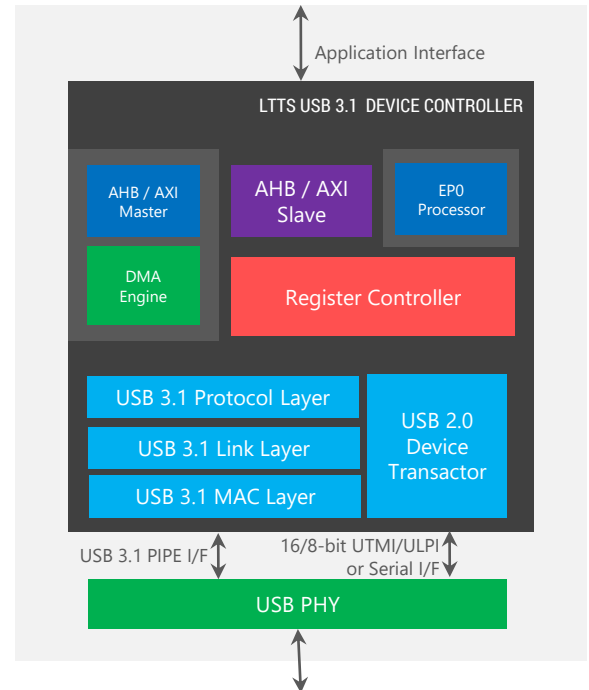 Application Interface
LTTS USB 3.1 DEVICE CONTROLLER
AHB / AXI
Master
AHB / AXI
Slave
EP0
Processor
DMA
Engine
Register Controller
USB 3.1 Protocol Layer
USB 3.1 Link Layer
USB 3.1 MAC Layer
USB 2.0
Device
Transactor
USB 3.1 PIPE I/F
16/8-bit UTMI/ULPI
or Serial I/F
USB PHY